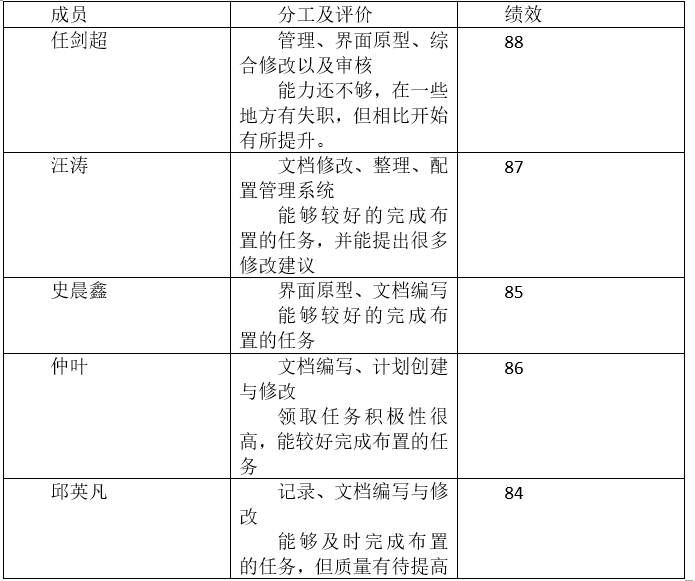 成员 分工及评价 绩效
任剑超 管理、界面原型、综 88
合修改以及审核
能力还不够，在一些
地方有失职，但相比开始
有所提升。
汪涛 文档修改、整理、配 87
置管理系统
能够较好的完成布
置的任务，并能提出很多
修改建议
史晨鑫 界面原型、文档编写 85
能够较好的完成布
置的任务
仲叶 文档编写、计划创建 86
与修改
领取任务积极性很
高，能较好完成布置的任
务
邱英凡 记录、文档编写与修 84
改
能够及时完成布置
的任务，但质量有待提高